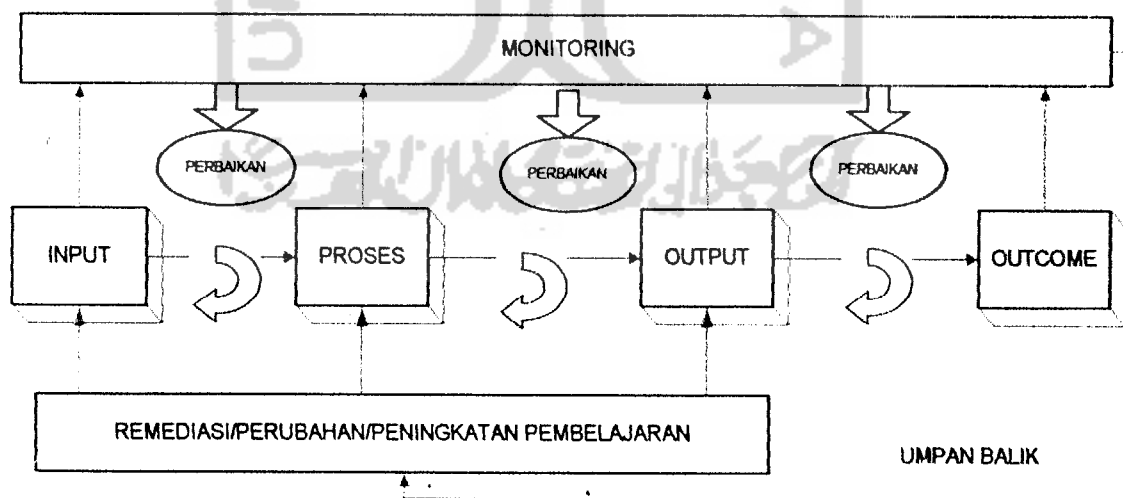 MONITORING
PERBAIKAN
PERBAIKAN
PERBAIKAN
INPUT
PROSES
OUTPUT
OUTCOME
REMEDIASI/PERUBAHAN/PENINGKATAN PEMBELAJARAN
UMPAN BALIK